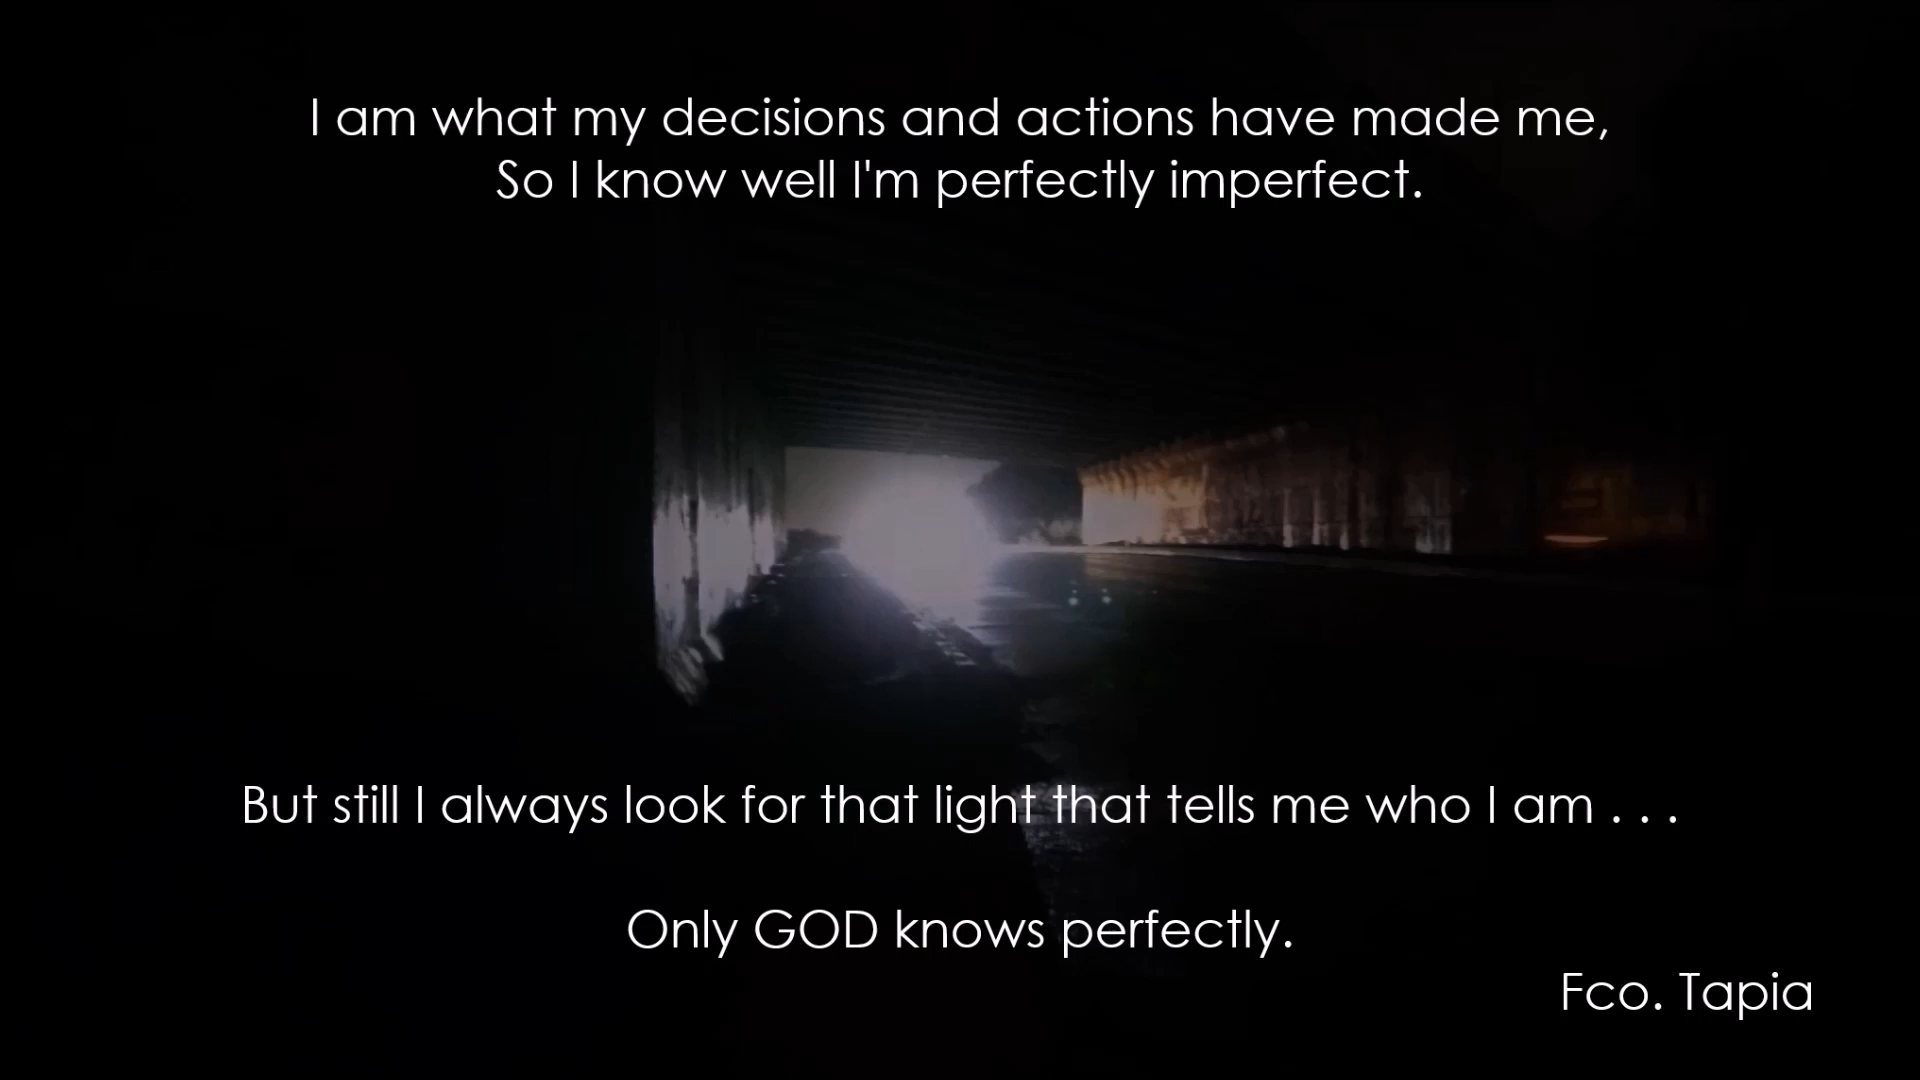 I am what my decisions and actions have made me,
So I know well I'm perfectly imperfect.
But still I always look for that light that tells me who I am . . .
Only GOD knows perfectly.
Fco. Tapia